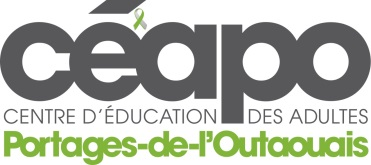 céapo
CENTRE D'ÉDUCATION DES ADULTES
Portages-de-l'Outaouais